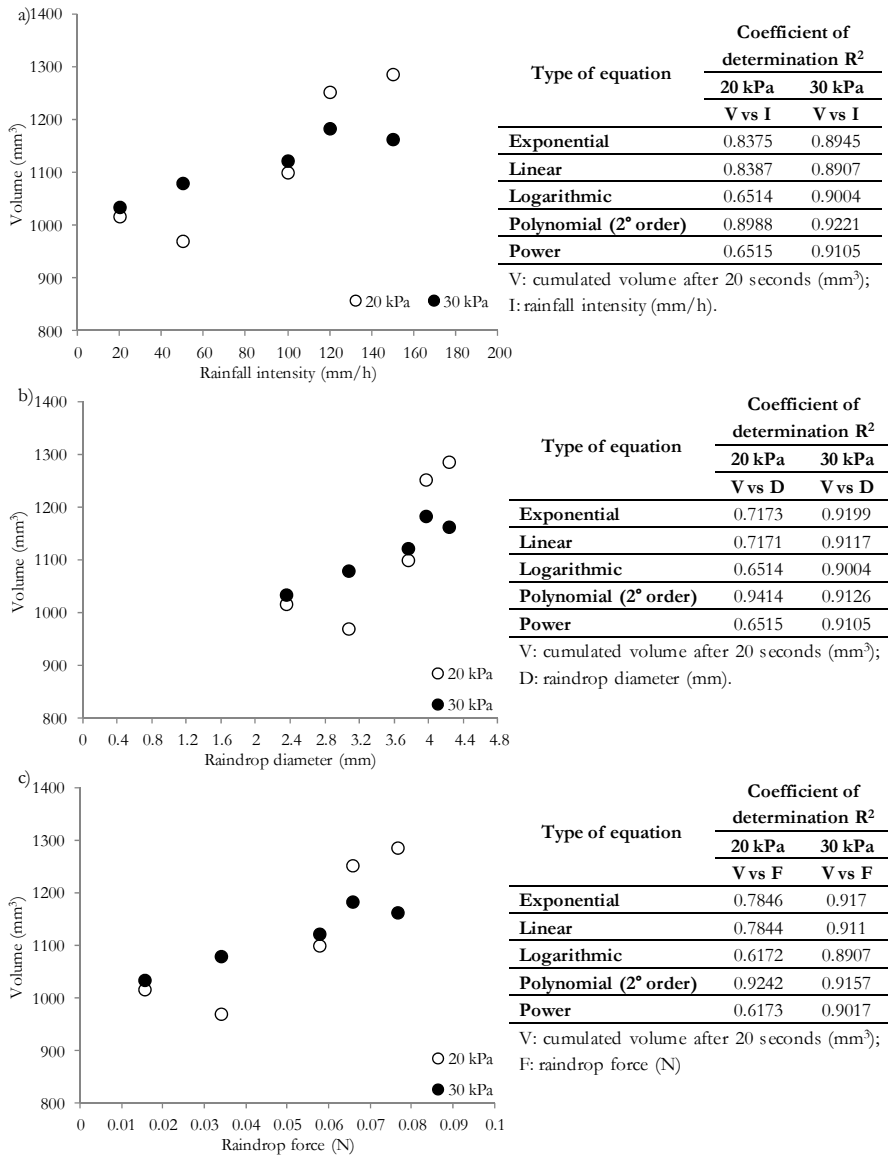 a)
1400
1300
1200
1100
1000
900
800
Volume (mm³)
0 20 40 60 80 100 120 140 160 180 200
Rainfall intensity (mm/h)
20 kPa 30 kPa
Coefficient of
determination R²
Type of equation
20 kPa 30 kPa
V vs I V vs I
Exponential 0.8375 0.8945
Linear 0.8387 0.8907
Logarithmic 0.6514 0.9004
Polynomial (2° order) 0.8988 0.9221
Power 0.6515 0.9105
V: cumulated volume after 20 seconds (mm³);
I: rainfall intensity (mm/h).
b)
1400
1300
1200
1100
1000
900
800
Volume (mm³)
0 0.4 0.8 1.2 1.6 2 2.4 2.8 3.2 3.6 4 4.4 4.8
Raindrop diameter (mm)
20 kPa
30 kPa
Coefficient of
determination R²
Type of equation
20 kPa 30 kPa
V vs D V vs D
Exponential 0.7173 0.9199
Linear 0.7171 0.9117
Logarithmic 0.6514 0.9004
Polynomial (2° order) 0.9414 0.9126
Power 0.6515 0.9105
V: cumulated volume after 20 seconds (mm³);
D: raindrop diameter (mm).
c)
1400
1300
1200
1100
1000
900
800
Volume (mm³)
0 0.01 0.02 0.03 0.04 0.05 0.06 0.07 0.08 0.09 0.1
Raindrop force (N)
20 kPa
30 kPa
Coefficient of
determination R²
Type of equation
20 kPa 30 kPa
V vs F V vs F
Exponential 0.7846 0.917
Linear 0.7844 0.911
Logarithmic 0.6172 0.8907
Polynomial (2° order) 0.9242 0.9157
Power 0.6173 0.9017
V: cumulated volume after 20 seconds (mm³);
F: raindrop force (N)